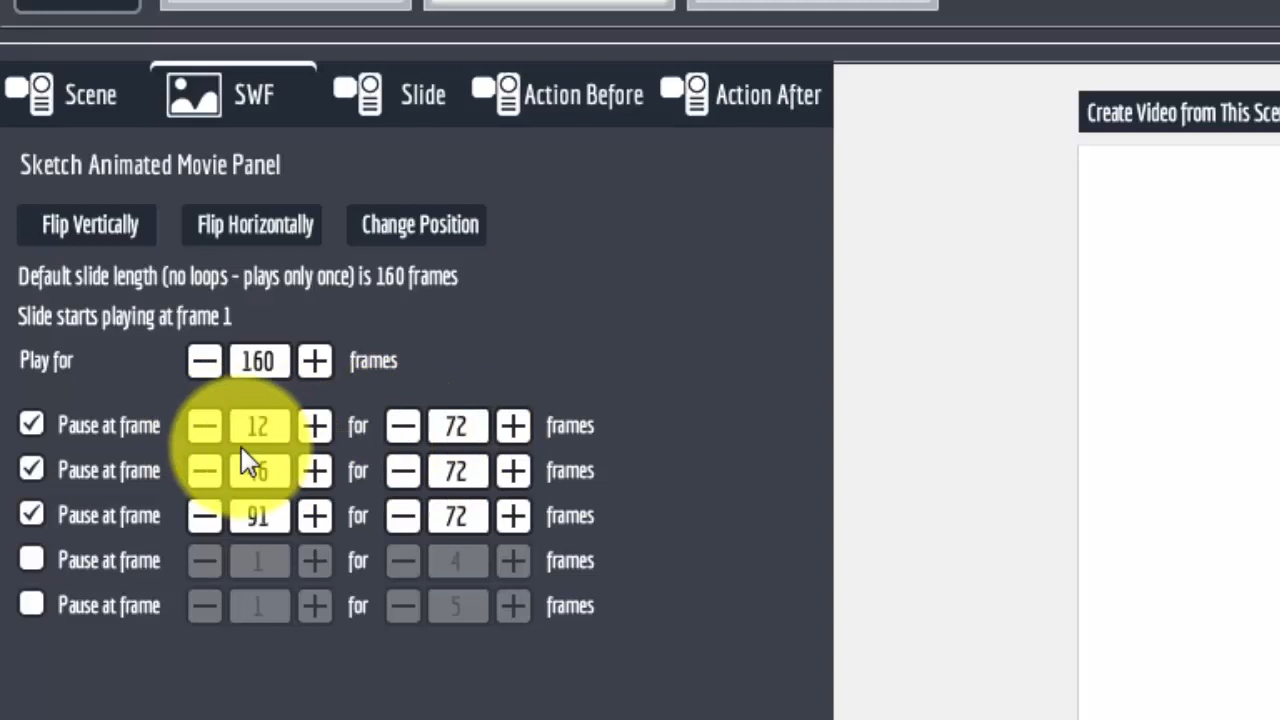 Scene SWF Slide Action Before Action After
Create Video from This Sce
Sketch Animated Movie Panel
Flip Vertically Flip Horizontally Change Position
Default slide length (no loops - plays only once) is 160 frames
Slide starts playing at frame 1
Play for 160 frames
Pause at frame 12 for 72 frames
Pause at frame for 72 frames
Pause at frame 91 for 72 frames
Pause at frame 1 for 4 frames
Pause at frame 1 for 5 frames